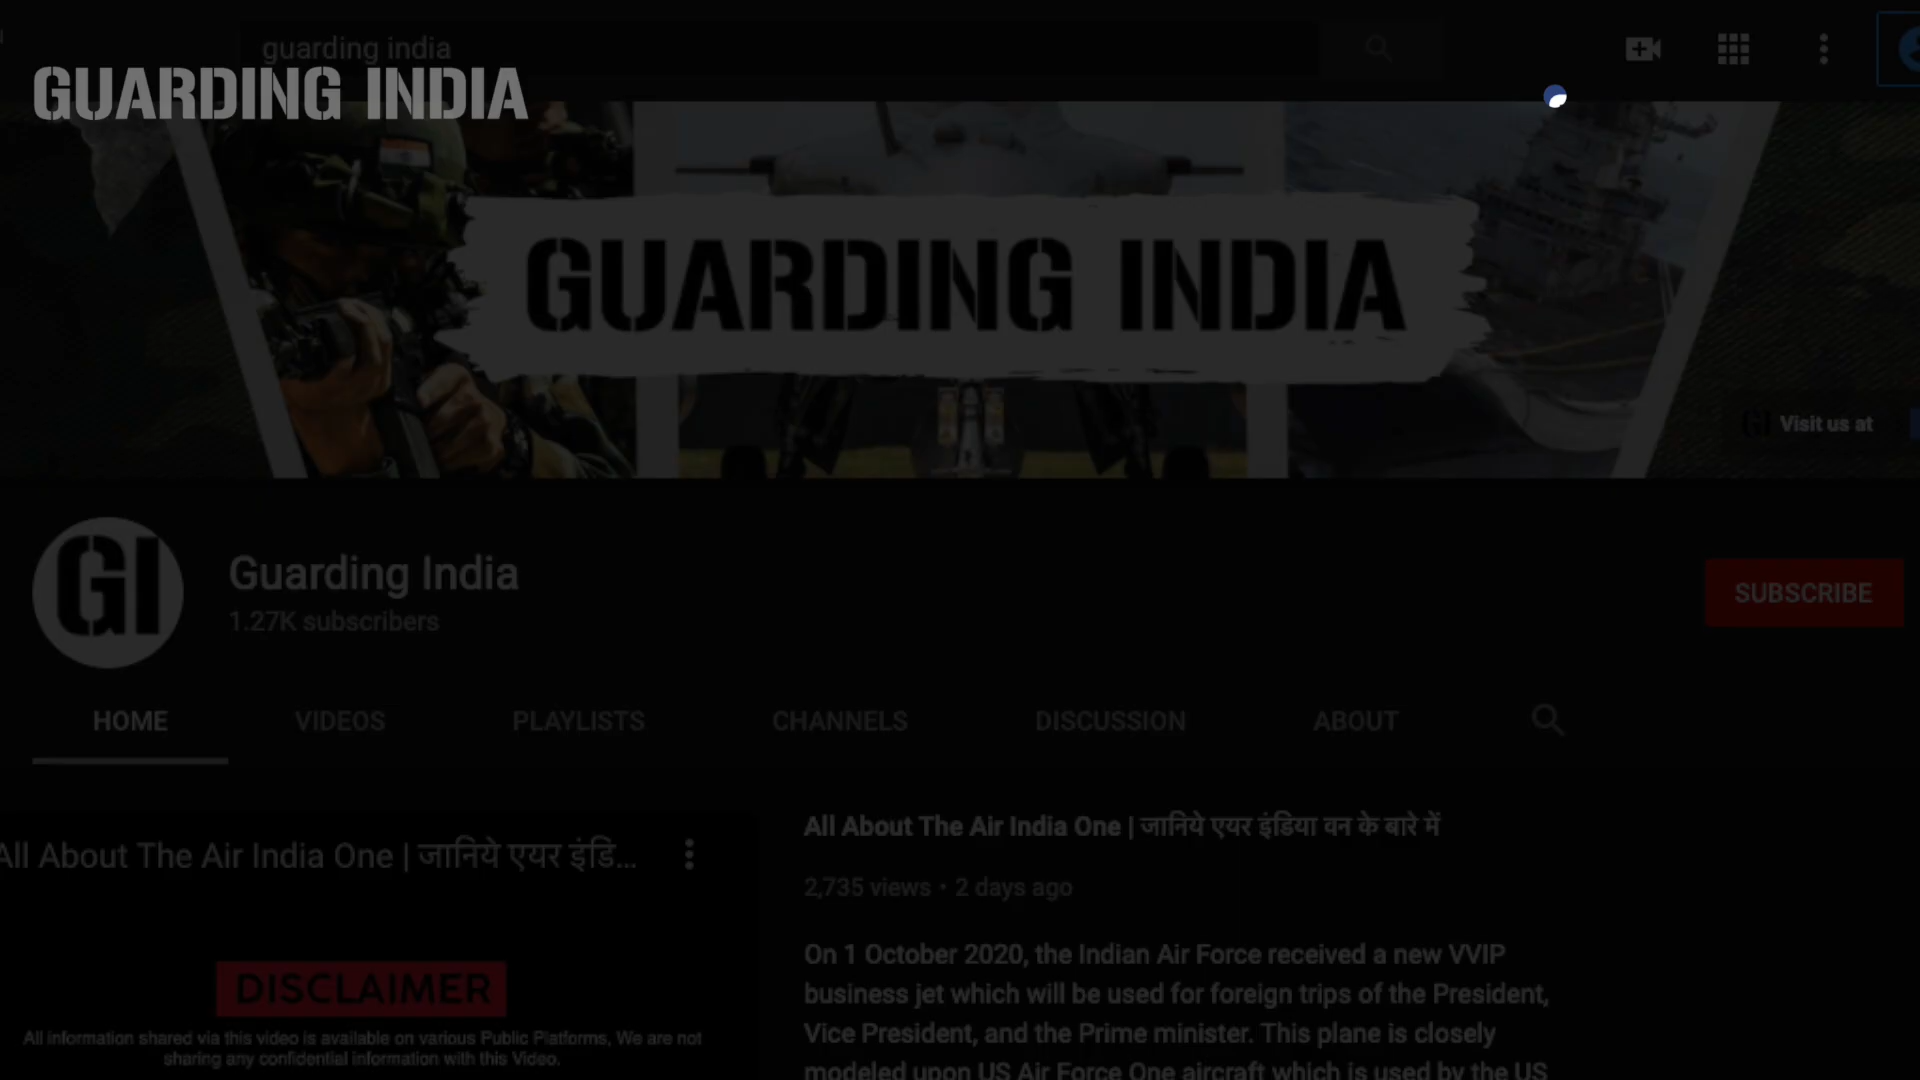 guarding india
GUARDING INDIA
GUARDING INDIA
Visit us at
GI
Guarding India
1.27K subscribers
SUBSCRIBE
HOME VIDEOS PLAYLISTS CHANNELS DISCUSSION ABOUT
All About The Air India One | जानिये एयर इंडि...
DISCLAIMER
All information shared via this video is available on various Public Platforms, We are not
sharing any confidential information with this Video.
All About The Air India One | जानिये एयर इंडिया वन के बारे में
2,735 views • 2 days ago
On 1 October 2020, the Indian Air Force received a new VVIP
business jet which will be used for foreign trips of the President,
Vice President, and the Prime minister. This plane is closely
modeled upon US Air Force One aircraft which is used by the US